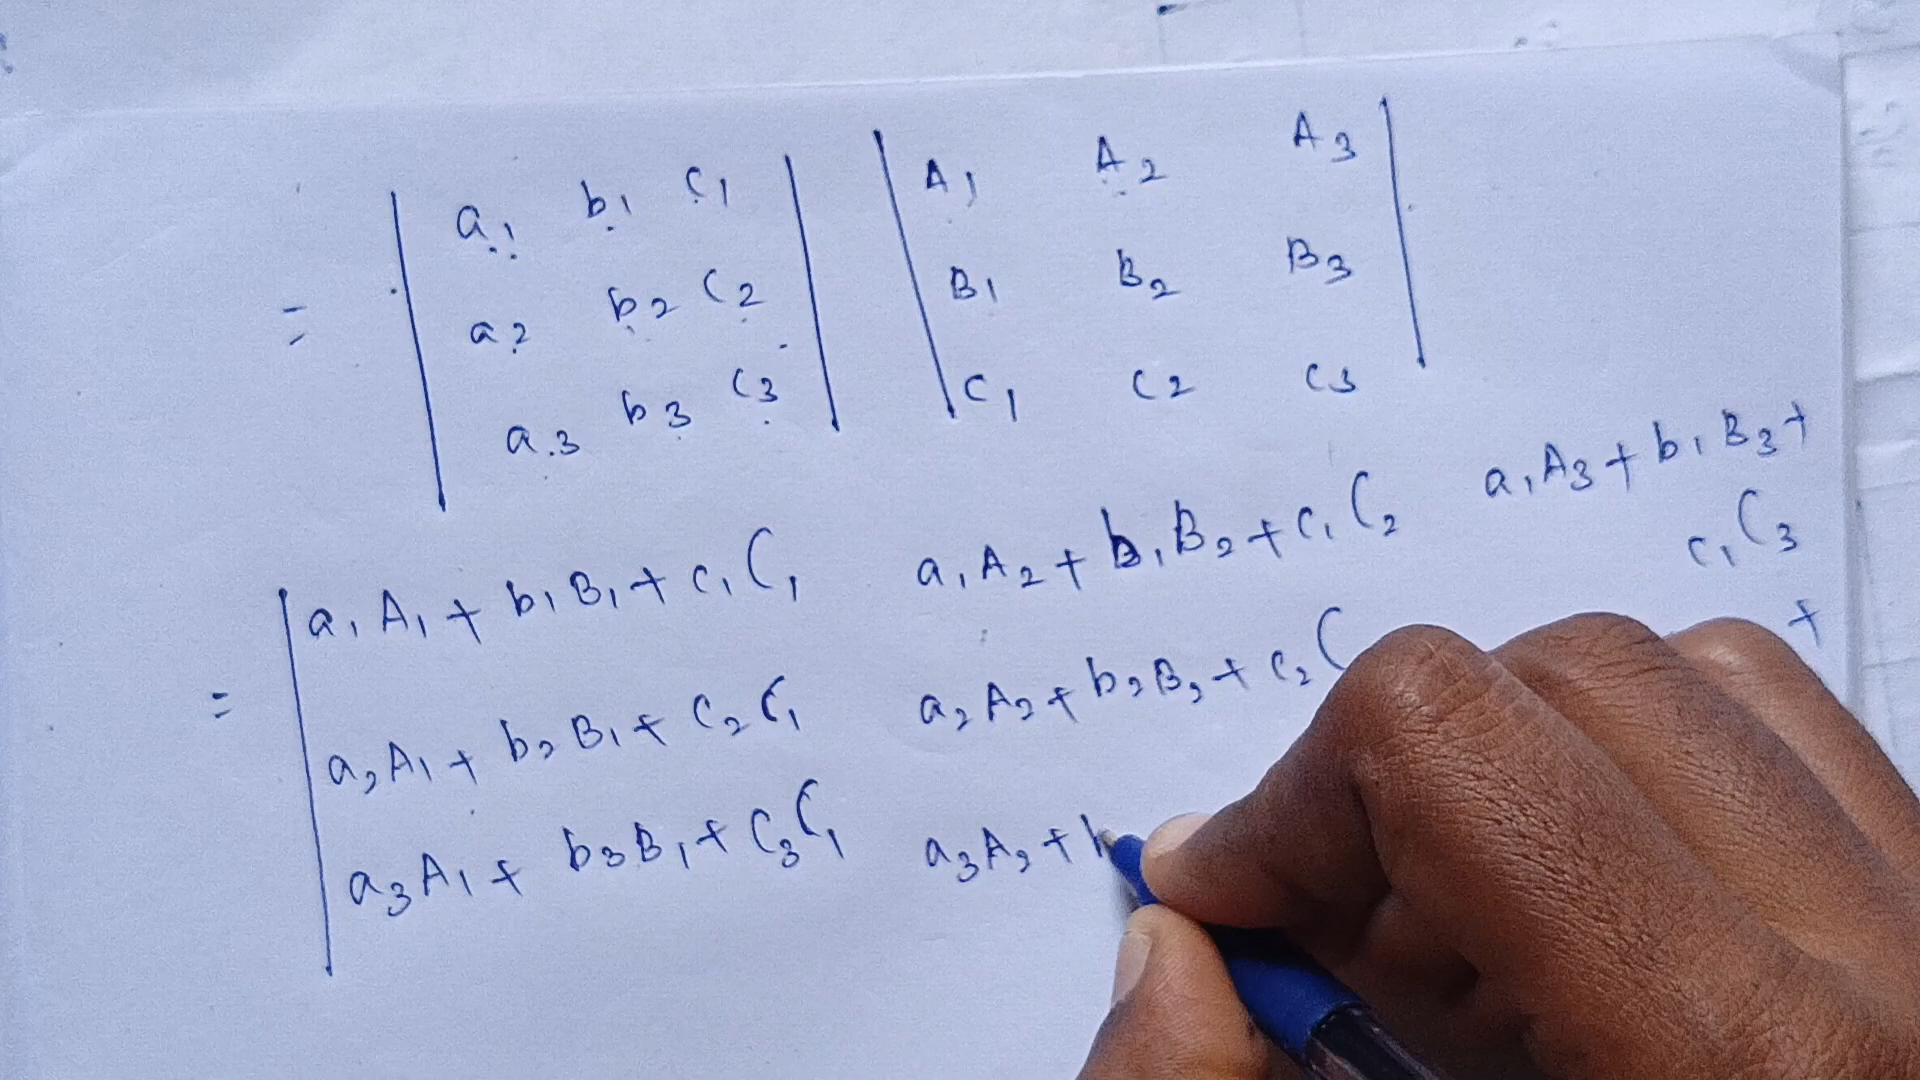 a1 b1 c1 A1 A2 A3
= a2 b2 c2 B1 B2 B3
a3 b3 c3 C1 C2 C3
a1A1 + b1B1 + c1C1 a1A2 + b1B2 + c1C2 a1A3 + b1B3 +
c1C3
= a2A1 + b2B1 + c2C1 a2A2 + b2B2 + c2C +
a3A1 + b3B1 + c3C1 a3A2 + b